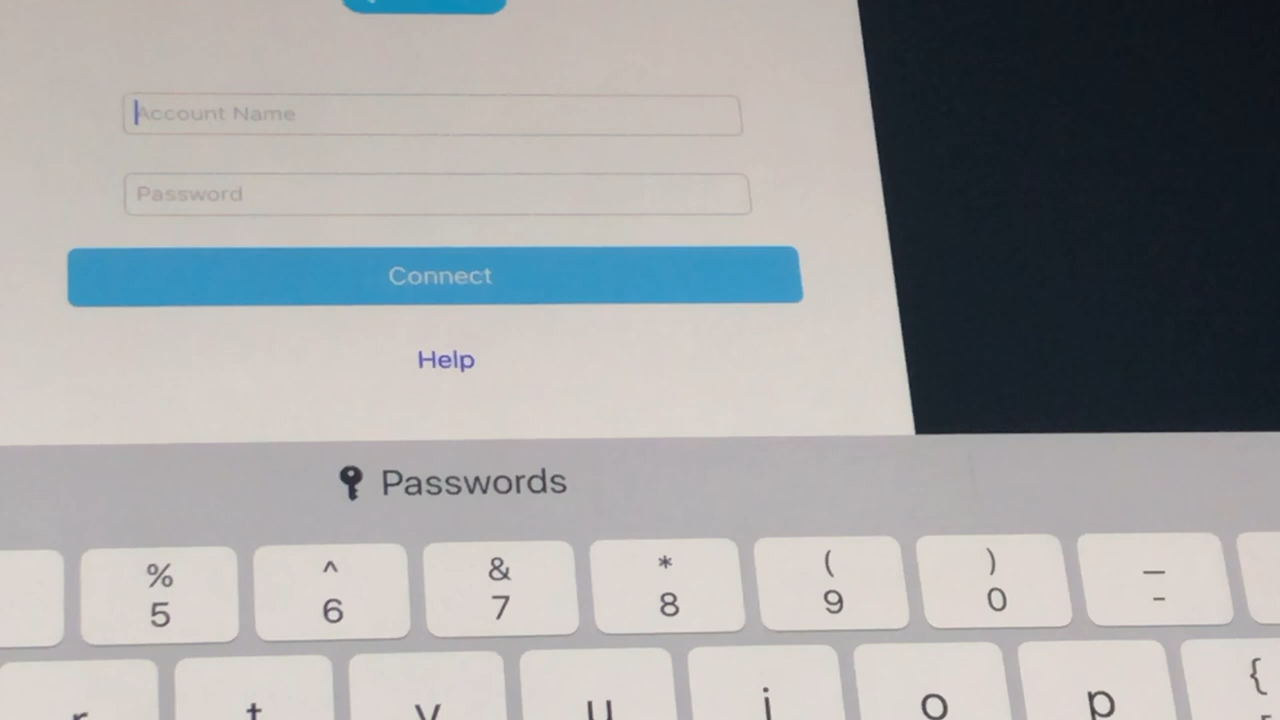 Account Name
Password
Connect
Help
Passwords
% ^ & * ( ) _
5 6 7 8 9 0 -
{
r t y u i o p